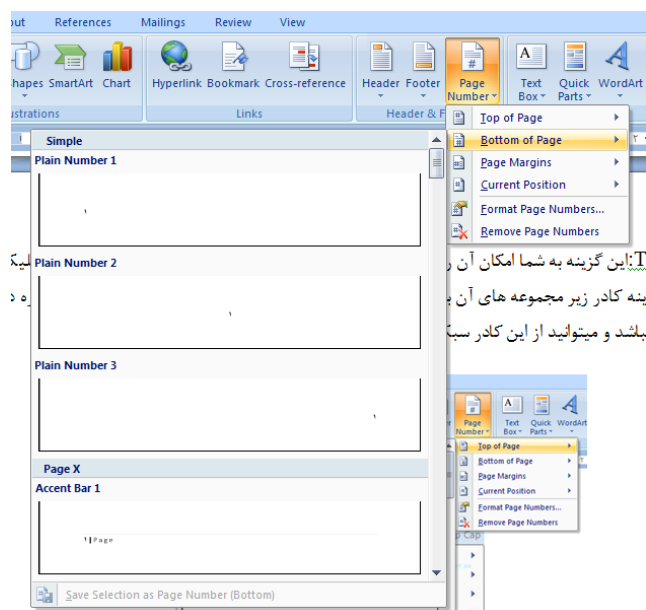 References Mailings Review View
SmartArt Chart Hyperlink Bookmark Cross-reference Header Footer Page Number Text Box Quick Parts WordArt
Links Header & F
Top of Page
Bottom of Page
Page Margins
Current Position
Format Page Numbers...
Remove Page Numbers
Simple
Plain Number 1
١
Plain Number 2
١
Plain Number 3
١
Page X
Accent Bar 1
١|Page
Save Selection as Page Number (Bottom)
T:این گزینه به شما امکان آن ر
ینه کادر زیر مجموعه های آن
باشد و میتوانید از این کادر سبک
Page Number Text Box Quick Parts WordArt
Top of Page
Bottom of Page
Page Margins
Current Position
Format Page Numbers...
Remove Page Numbers